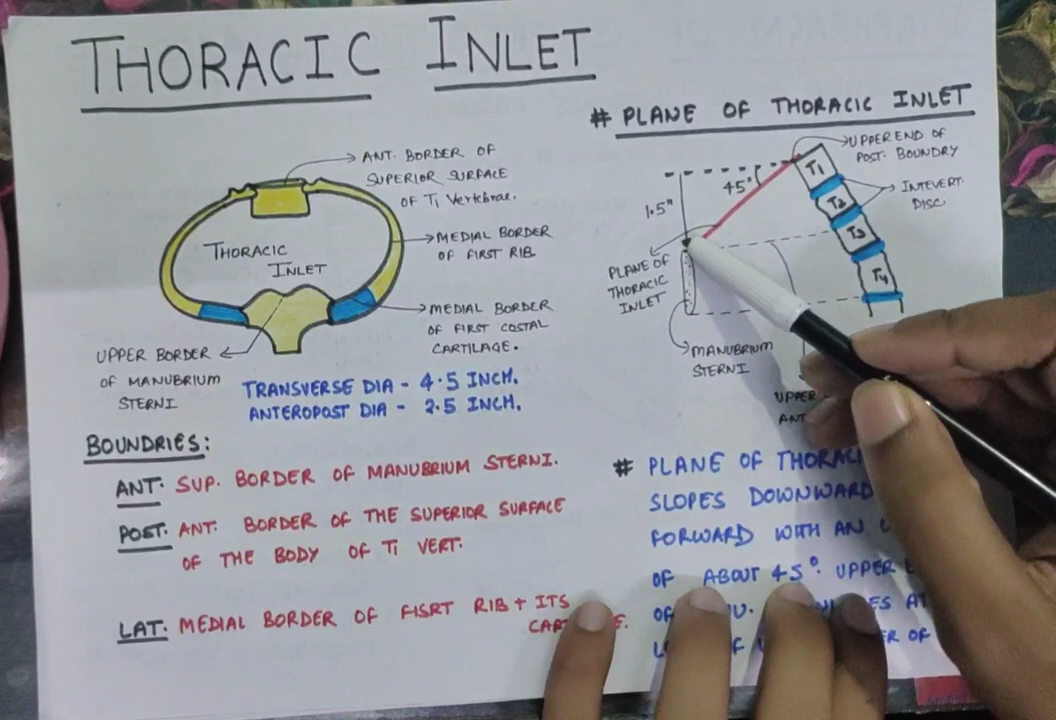 THORACIC INLET
ANT. BORDER OF
SUPERIOR SURFACE
OF T1 Vertebrae.
THORACIC
INLET
MEDIAL BORDER
OF FIRST RIB.
MEDIAL BORDER
OF FIRST COSTAL
CARTILAGE.
UPPER BORDER
OF MANUBRIUM
STERNI
TRANSVERSE DIA - 4.5 INCH.
ANTEROPOST DIA - 2.5 INCH.
BOUNDRIES:
ANT. SUP. BORDER OF MANUBRIUM STERNI.
POST. ANT. BORDER OF THE SUPERIOR SURFACE
OF THE BODY OF T1 VERT.
LAT. MEDIAL BORDER OF FISRT RIB + ITS
# PLANE OF THORACIC INLET
UPPER END OF
POST. BOUNDRY
T1
45°
INTEVERT.
DISC.
T2
1.5"
T3
T4
PLANE OF
THORACIC
INLET
MANUBRIUM
STERNI
UPPER
ANT
# PLANE OF
SLOPES DOWNWARD
FORWARD WITH AN
OF ABOUT 45°. UPPER
OF